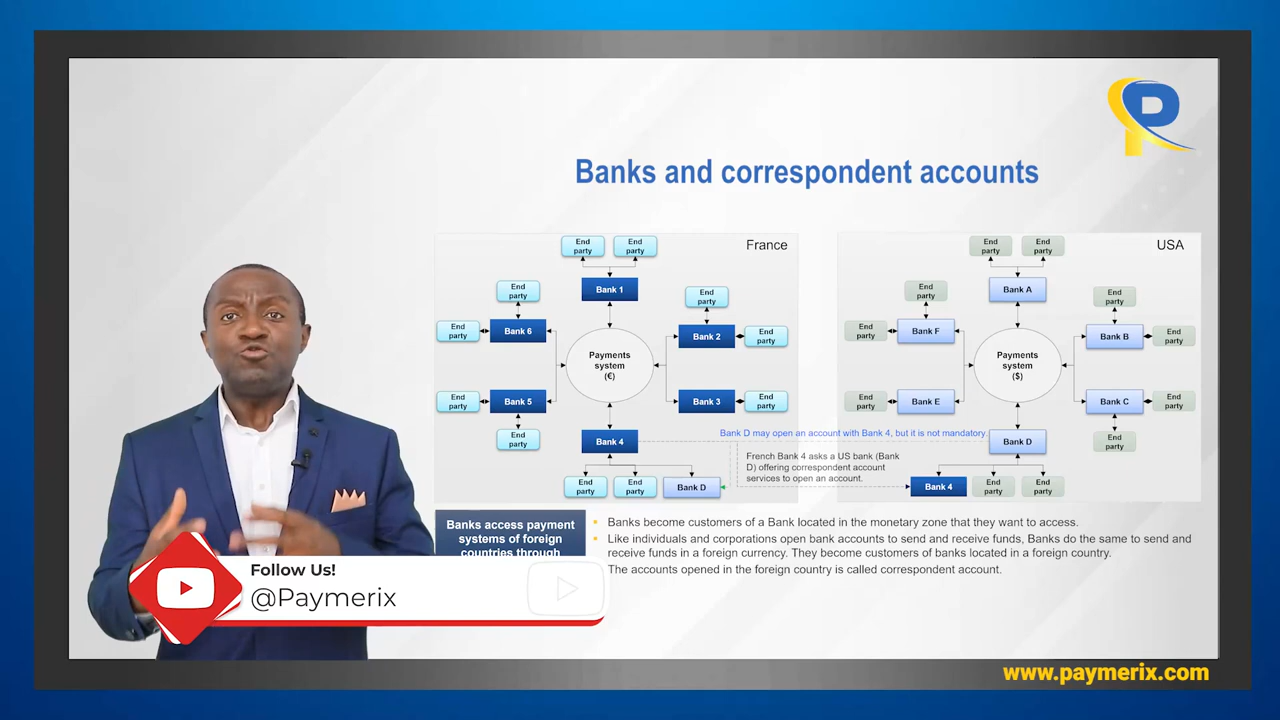 Banks and correspondent accounts
France
End
party
End
party
Bank 1
End
party
Bank 6
End
party
End
party
Bank 2
End
party
Payments
system
(€)
End
party
Bank 5
End
party
Bank 3
End
party
Bank 4
End
party
End
party
Bank D
USA
End
party
End
party
Bank A
End
party
Bank F
End
party
End
party
Bank B
End
party
Payments
system
($)
End
party
Bank E
Bank C
End
party
End
party
Bank D
Bank 4
End
party
End
party
Bank D may open an account with Bank 4, but it is not mandatory.
French Bank 4 asks a US bank (Bank
D) offering correspondent account
services to open an account.
Banks access payment
systems of foreign
countries through
• Banks become customers of a Bank located in the monetary zone that they want to access.
• Like individuals and corporations open bank accounts to send and receive funds, Banks do the same to send and
receive funds in a foreign currency. They become customers of banks located in a foreign country.
The accounts opened in the foreign country is called correspondent account.
Follow Us!
@Paymerix
www.paymerix.com